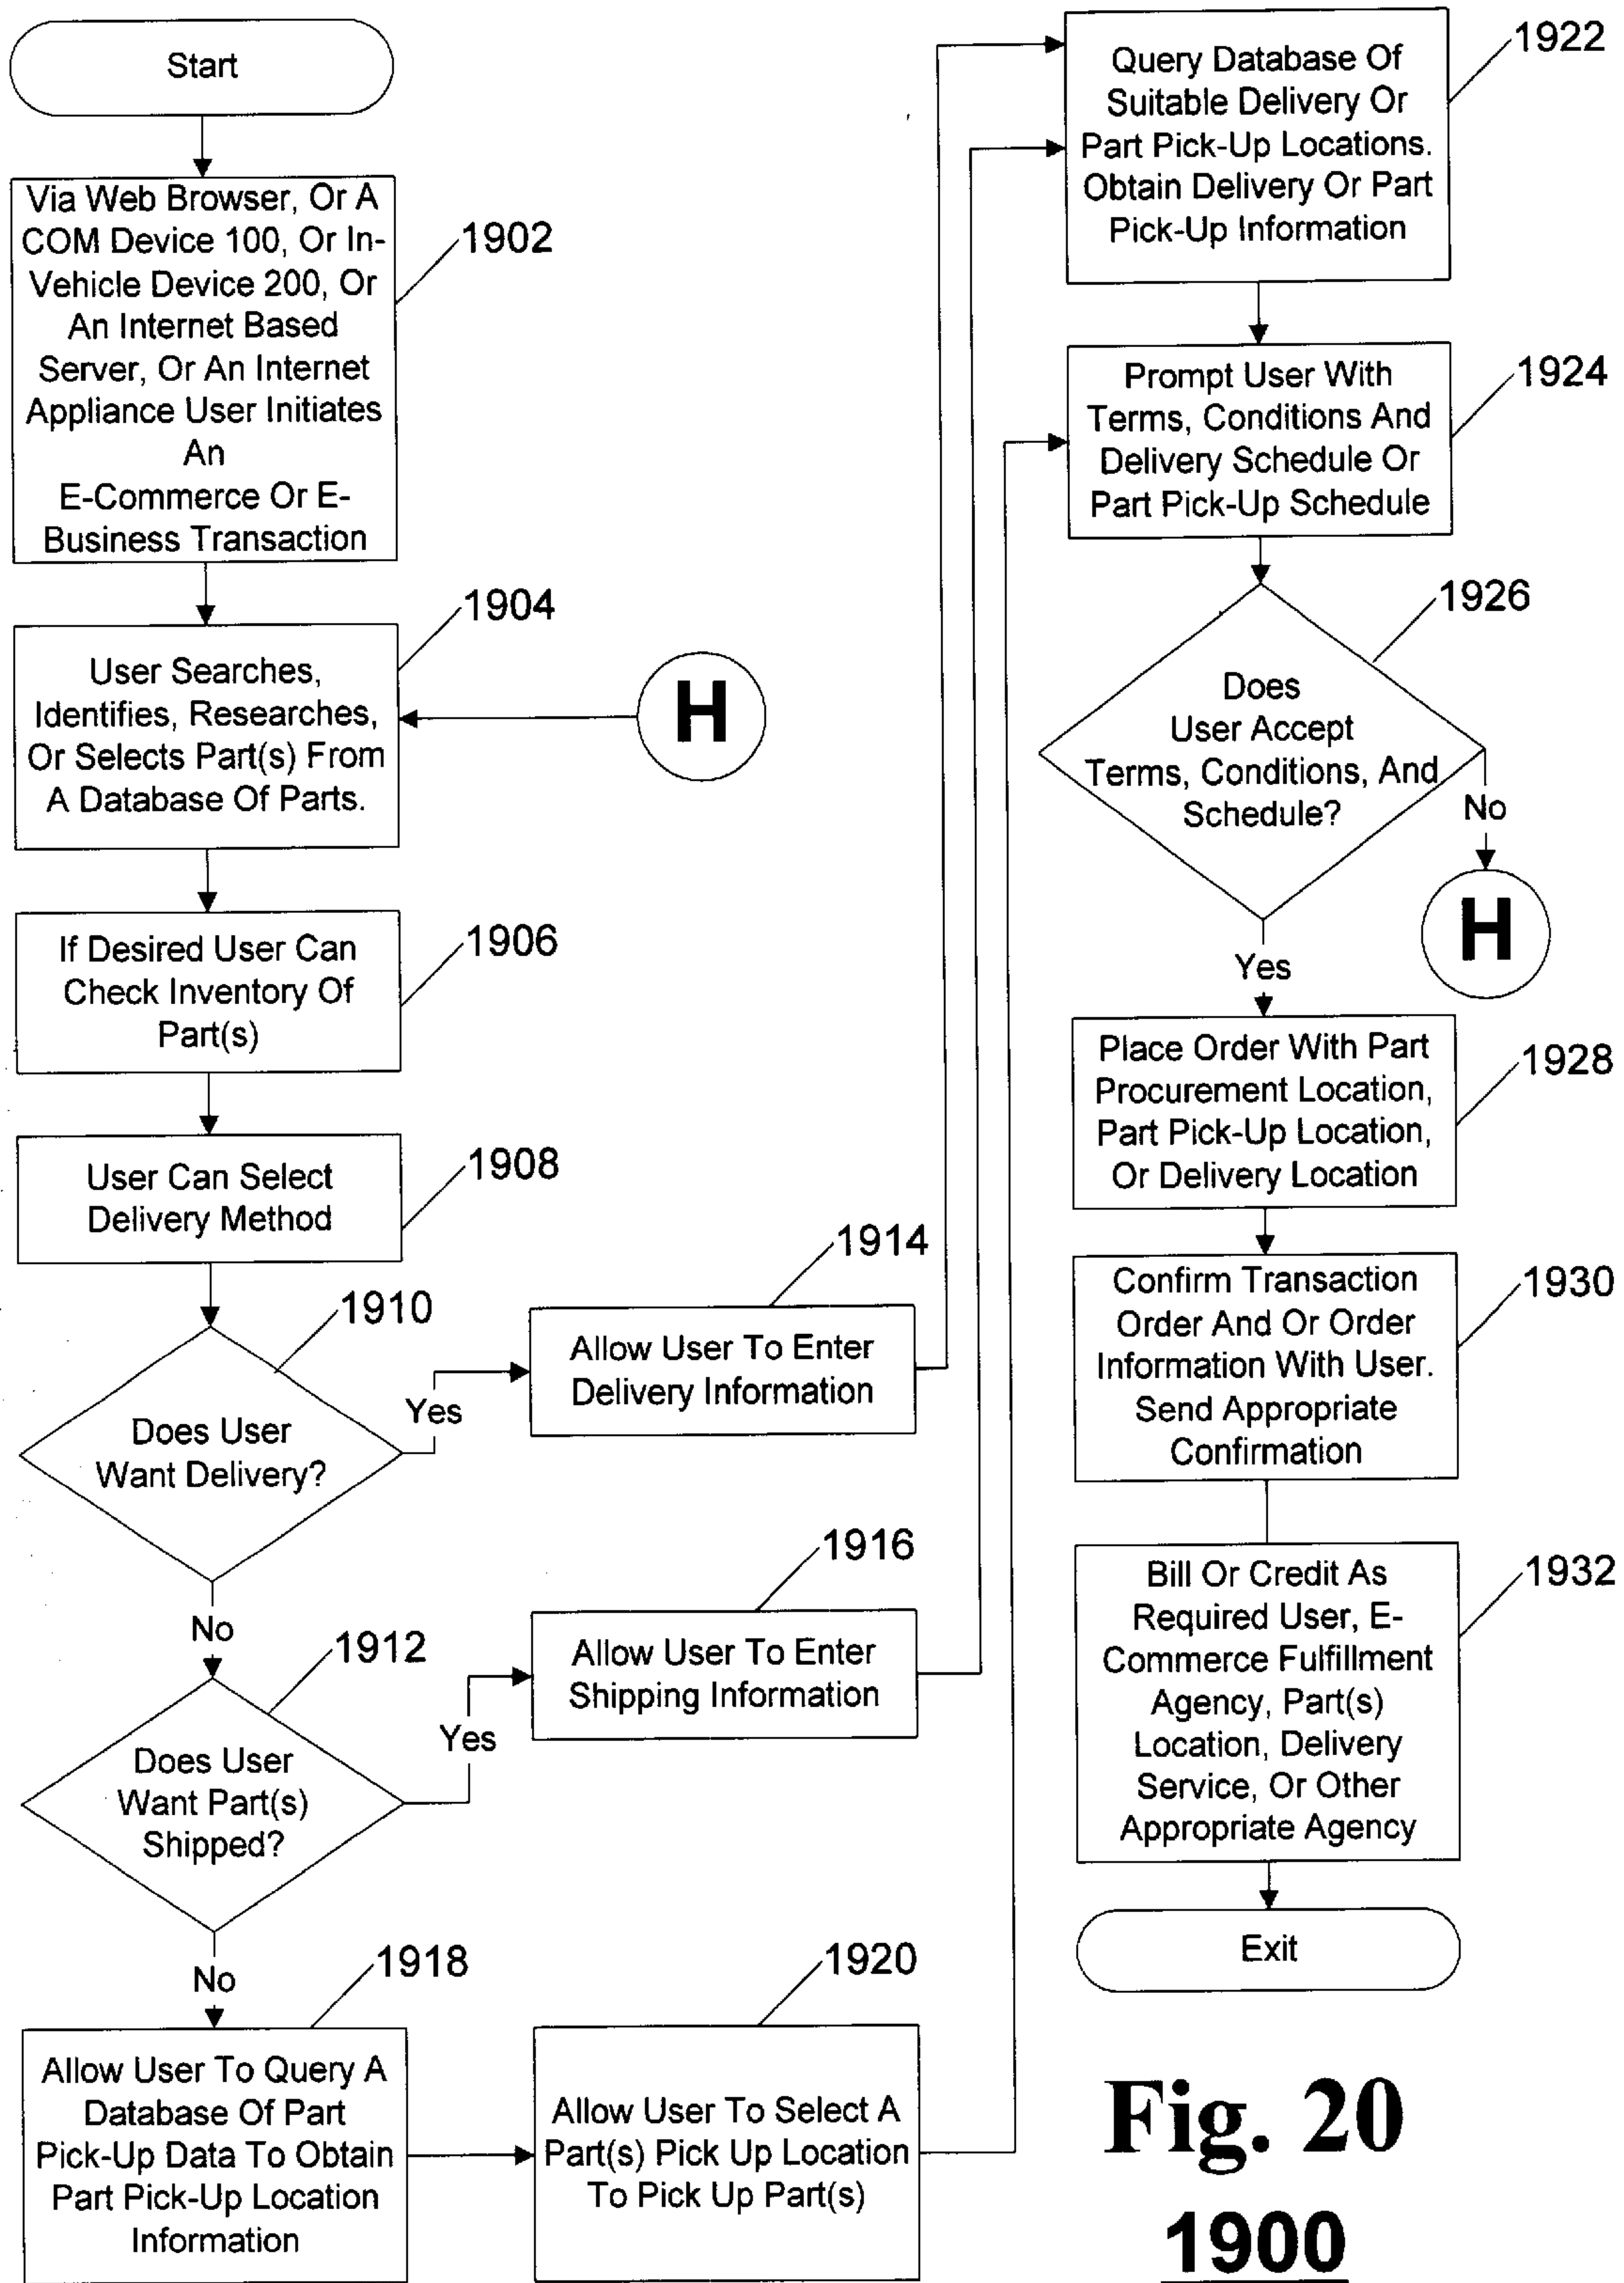 Start
Via Web Browser, Or A
COM Device 100, Or In-
Vehicle Device 200, Or
An Internet Based
Server, Or An Internet
Appliance User Initiates
An
E-Commerce Or E-
Business Transaction
1902
User Searches,
Identifies, Researches,
Or Selects Part(s) From
A Database Of Parts.
1904
H
If Desired User Can
Check Inventory Of
Part(s)
1906
User Can Select
Delivery Method
1908
Does User
Want Delivery?
1910
Yes
Allow User To Enter
Delivery Information
1914
No
Does User
Want Part(s)
Shipped?
1912
Yes
Allow User To Enter
Shipping Information
1916
No
Allow User To Query A
Database Of Part
Pick-Up Data To Obtain
Part Pick-Up Location
Information
1918
Allow User To Select A
Part(s) Pick Up Location
To Pick Up Part(s)
1920
Query Database Of
Suitable Delivery Or
Part Pick-Up Locations.
Obtain Delivery Or Part
Pick-Up Information
1922
Prompt User With
Terms, Conditions And
Delivery Schedule Or
Part Pick-Up Schedule
1924
Does
User Accept
Terms, Conditions, And
Schedule?
1926
No
H
Yes
Place Order With Part
Procurement Location,
Part Pick-Up Location,
Or Delivery Location
1928
Confirm Transaction
Order And Or Order
Information With User.
Send Appropriate
Confirmation
1930
Bill Or Credit As
Required User, E-
Commerce Fulfillment
Agency, Part(s)
Location, Delivery
Service, Or Other
Appropriate Agency
1932
Exit
Fig. 20
1900